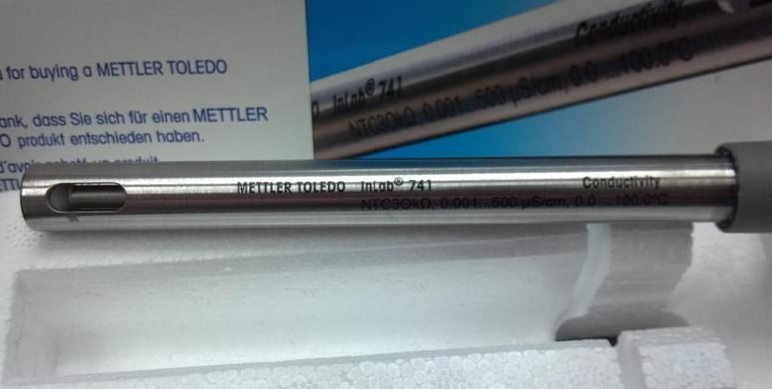 for buying a METTLER TOLEDO
ank, dass Sie sich für einen METTLER
O produkt entschieden haben.
InLab® 741
Conductivity
NTC30kΩ, 0.001...500 µS/cm, 0.0...100.0°C
METTLER TOLEDO InLab® 741 Conductivity
NTC30kΩ, 0.001...500 µS/cm, 0.0...100.0°C